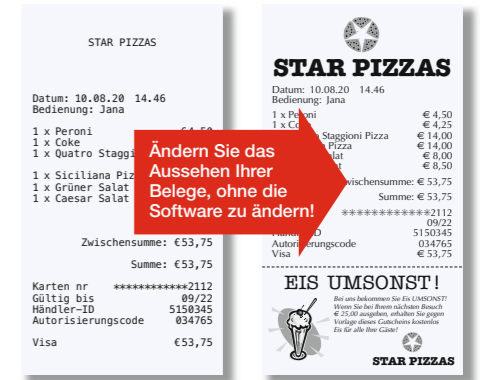 STAR PIZZAS
Datum: 10.08.20 14.46
Bedienung: Jana
1 x Peroni €4,50
1 x Coke
1 x Quatro Staggi
1 x Siciliana Piz
1 x Grüner Salat
1 x Caesar Salat
Zwischensumme: €53,75
Summe: €53,75
Karten nr ************2112
Gültig bis 09/22
Händler-ID 5150345
Autorisierungscode 034765
Visa €53,75
Ändern Sie das
Aussehen Ihrer
Belege, ohne die
Software zu ändern!
STAR PIZZAS
Datum: 10.08.20 14.46
Bedienung: Jana
1 x Peroni € 4,50
1 x Co € 4,25
Staggioni Pizza € 14,00
Pizza € 14,00
alat € 8,00
t € 8,50
wischensumme: € 53,75
Summe: € 53,75
************2112
09/22
Händler-ID 5150345
Autorisierungscode 034765
Visa € 53,75
EIS UMSONST!
Bei uns bekommen Sie Eis UMSONST!
Wenn Sie bei Ihrem nächsten Besuch
€ 25,00 ausgeben, erhalten Sie gegen
Vorlage dieses Gutscheins kostenlos
Eis für alle Ihre Gäste!
STAR PIZZAS